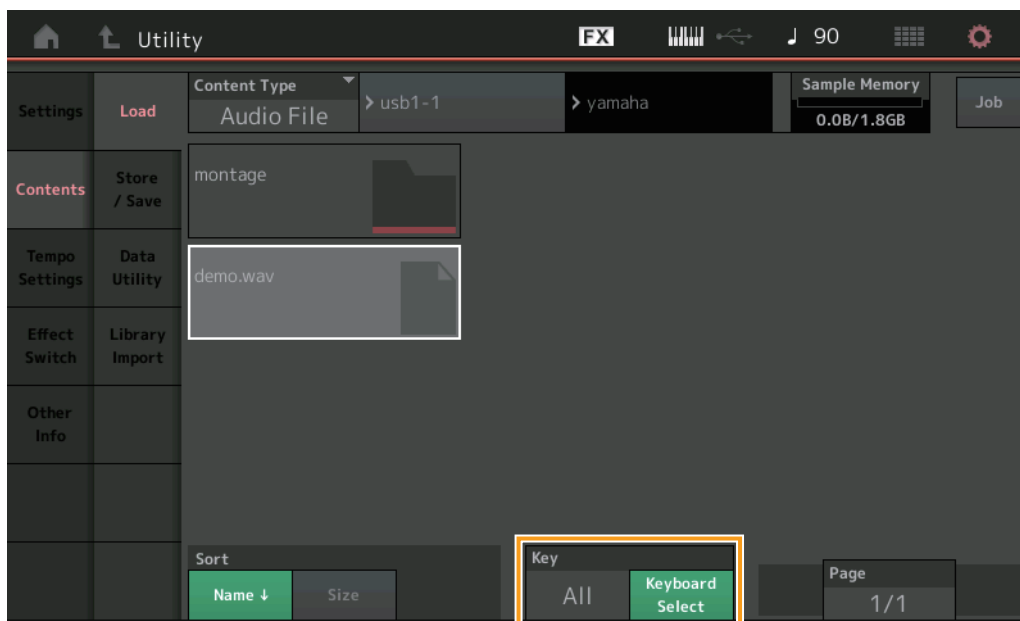 Utility
FX
90
Settings
Load
Content Type
Audio File
usb1-1
yamaha
Sample Memory
0.0B/1.8GB
Job
Contents
Store
/ Save
montage
Tempo
Settings
Data
Utility
demo.wav
Effect
Switch
Library
Import
Other
Info
Sort
Name ↓
Size
Key
All
Keyboard
Select
Page
1/1